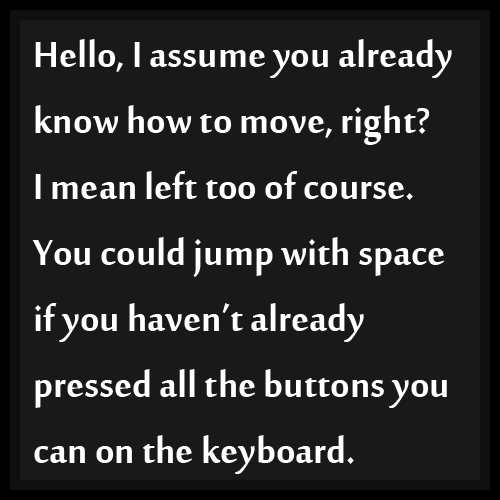 Hello, I assume you already
know how to move, right?
I mean left too of course.
You could jump with space
if you haven't already
pressed all the buttons you
can on the keyboard.